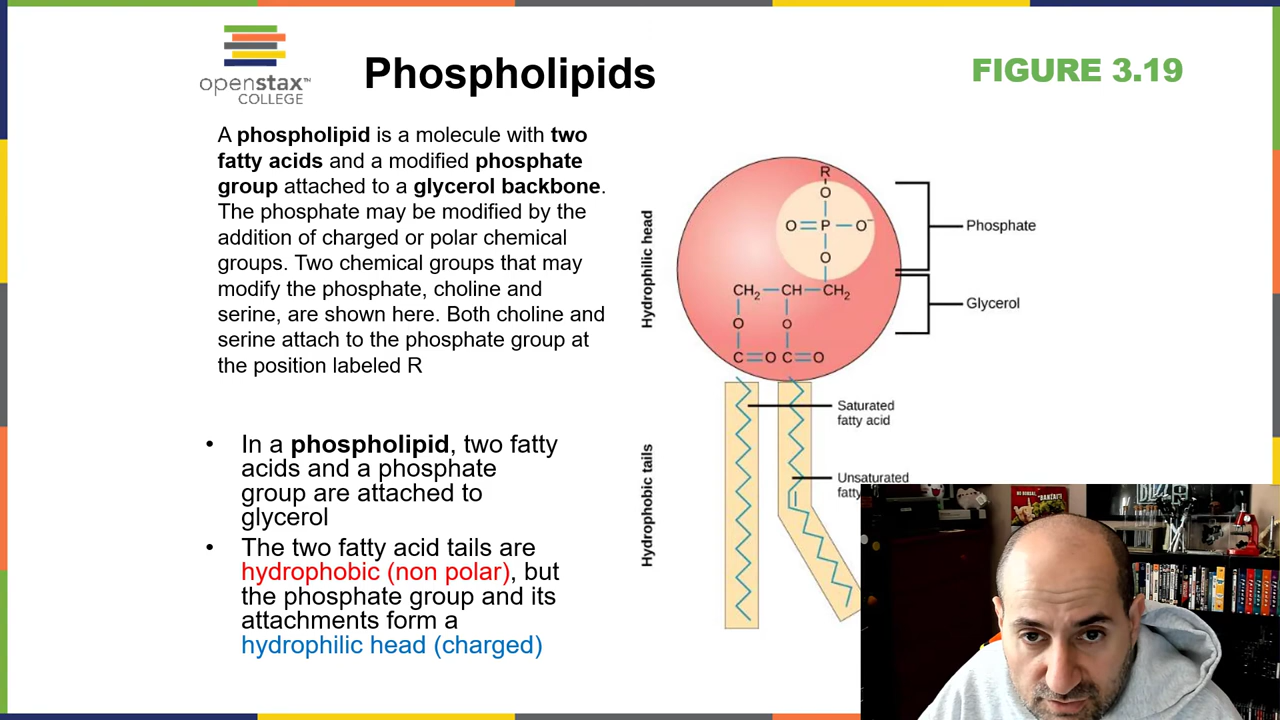 openstax™
COLLEGE
Phospholipids
FIGURE 3.19
A phospholipid is a molecule with two
fatty acids and a modified phosphate
group attached to a glycerol backbone.
The phosphate may be modified by the
addition of charged or polar chemical
groups. Two chemical groups that may
modify the phosphate, choline and
serine, are shown here. Both choline and
serine attach to the phosphate group at
the position labeled R
• In a phospholipid, two fatty
acids and a phosphate
group are attached to
glycerol
• The two fatty acid tails are
hydrophobic (non polar), but
the phosphate group and its
attachments form a
hydrophilic head (charged)
Hydrophilic head
R
O
O=P—O⁻
O
CH₂—CH—CH₂
O O
C=O C=O
Phosphate
Glycerol
Hydrophobic tails
Saturated
fatty acid
Unsaturated
fatty